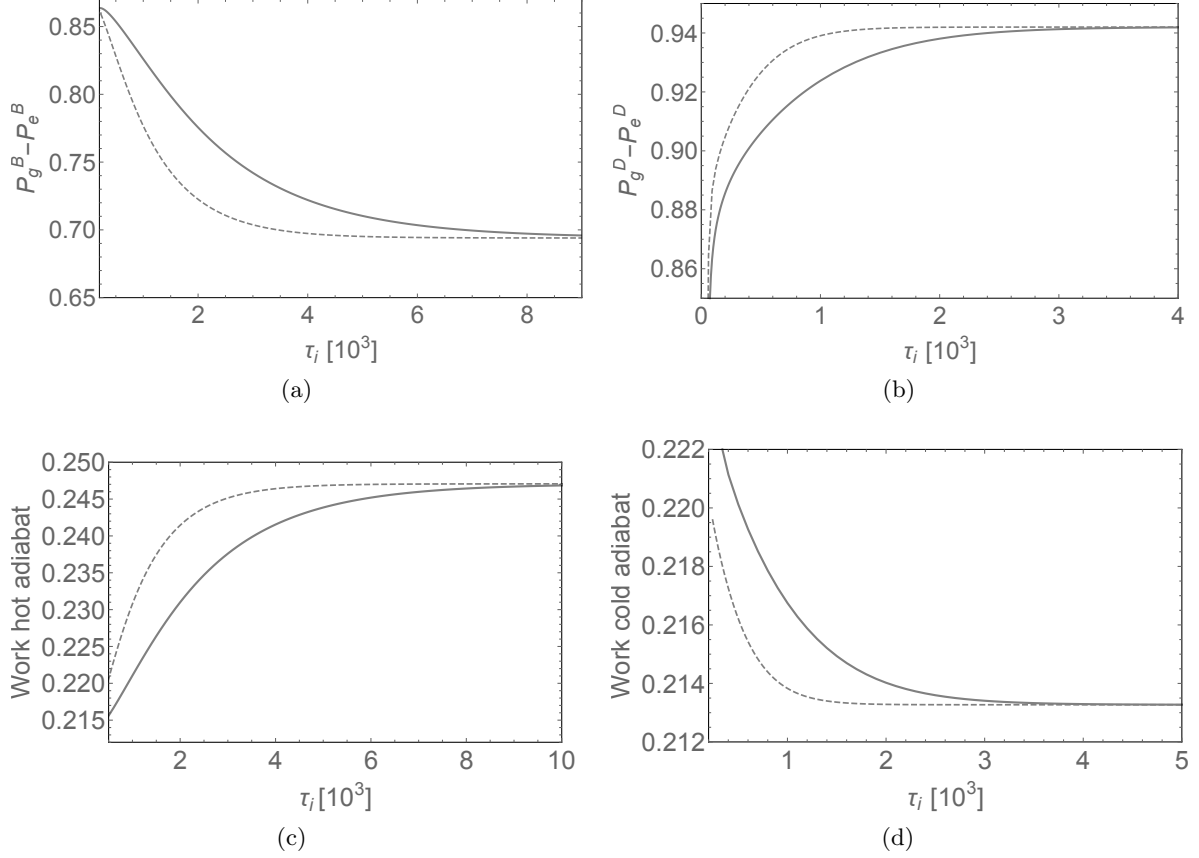 0.85
0.80
0.75
0.70
0.65
P_g^B−P_e^B
2 4 6 8
τ_i [10^3]
(a)
0.94
0.92
0.90
0.88
0.86
P_g^D−P_e^D
0 1 2 3 4
τ_i [10^3]
(b)
0.250
0.245
0.240
0.235
0.230
0.225
0.220
0.215
Work hot adiabat
2 4 6 8 10
τ_i [10^3]
(c)
0.222
0.220
0.218
0.216
0.214
0.212
Work cold adiabat
1 2 3 4 5
τ_i [10^3]
(d)